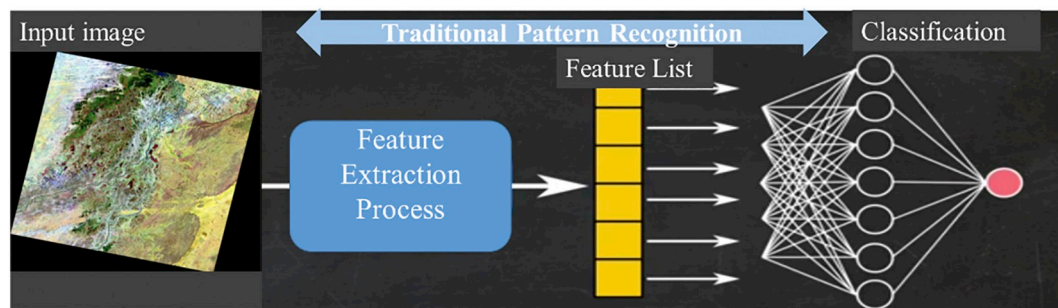 Input image
Traditional Pattern Recognition
Classification
Feature List
Feature
Extraction
Process